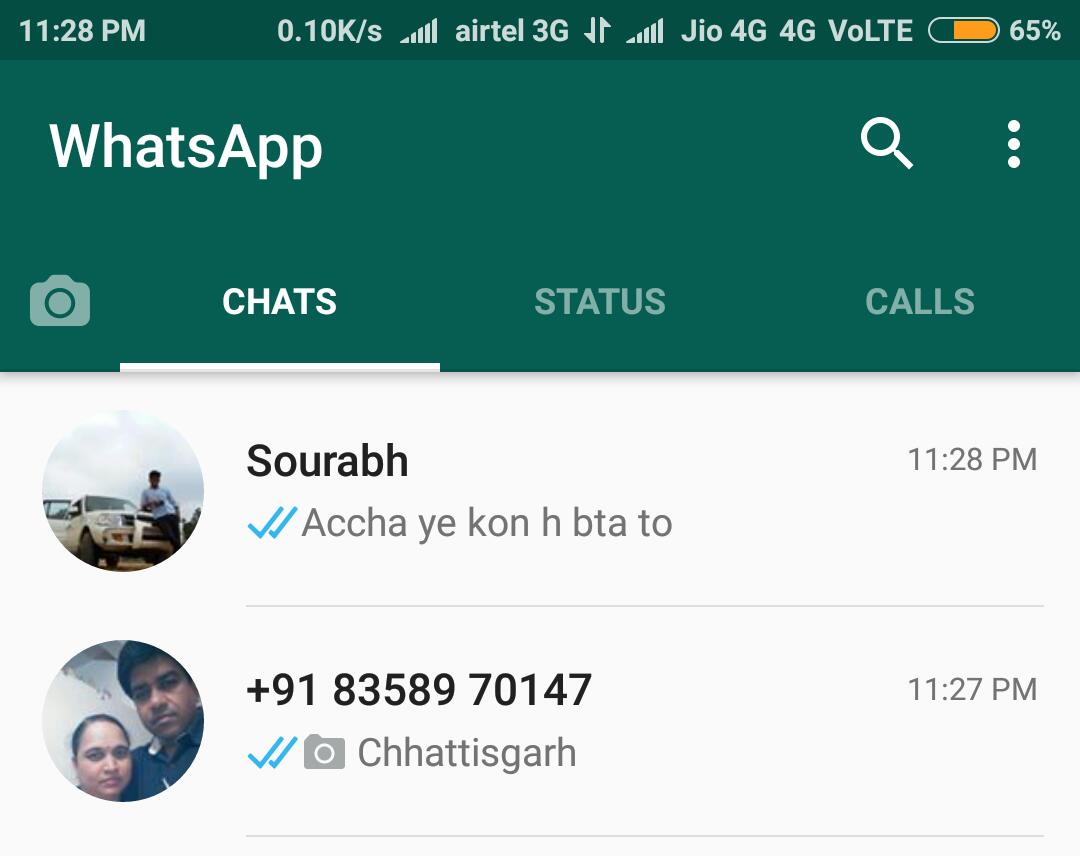 11:28 PM 0.10K/s airtel 3G Jio 4G 4G VoLTE 65%
WhatsApp
CHATS STATUS CALLS
Sourabh 11:28 PM
Accha ye kon h bta to
+91 83589 70147 11:27 PM
Chhattisgarh